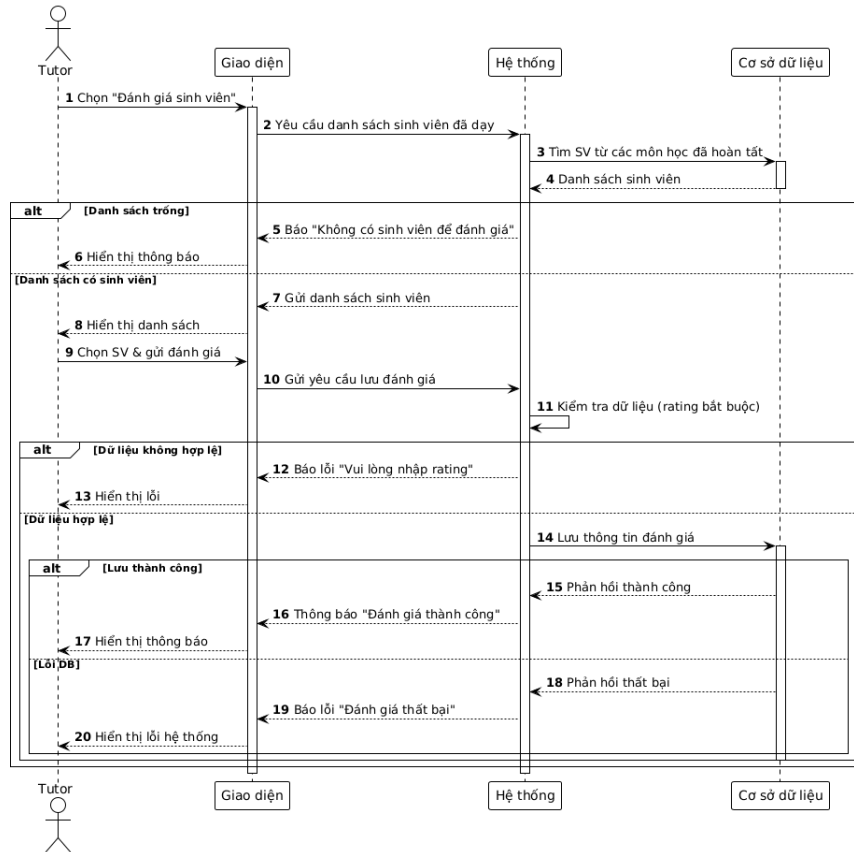 Tutor
Giao diện
Hệ thống
Cơ sở dữ liệu
1 Chọn "Đánh giá sinh viên"
2 Yêu cầu danh sách sinh viên đã dạy
3 Tìm SV từ các môn học đã hoàn tất
4 Danh sách sinh viên
alt [Danh sách trống]
5 Báo "Không có sinh viên để đánh giá"
6 Hiển thị thông báo
[Danh sách có sinh viên]
7 Gửi danh sách sinh viên
8 Hiển thị danh sách
9 Chọn SV & gửi đánh giá
10 Gửi yêu cầu lưu đánh giá
11 Kiểm tra dữ liệu (rating bắt buộc)
alt [Dữ liệu không hợp lệ]
12 Báo lỗi "Vui lòng nhập rating"
13 Hiển thị lỗi
[Dữ liệu hợp lệ]
14 Lưu thông tin đánh giá
alt [Lưu thành công]
15 Phản hồi thành công
16 Thông báo "Đánh giá thành công"
17 Hiển thị thông báo
[Lỗi DB]
18 Phản hồi thất bại
19 Báo lỗi "Đánh giá thất bại"
20 Hiển thị lỗi hệ thống
Tutor
Giao diện
Hệ thống
Cơ sở dữ liệu